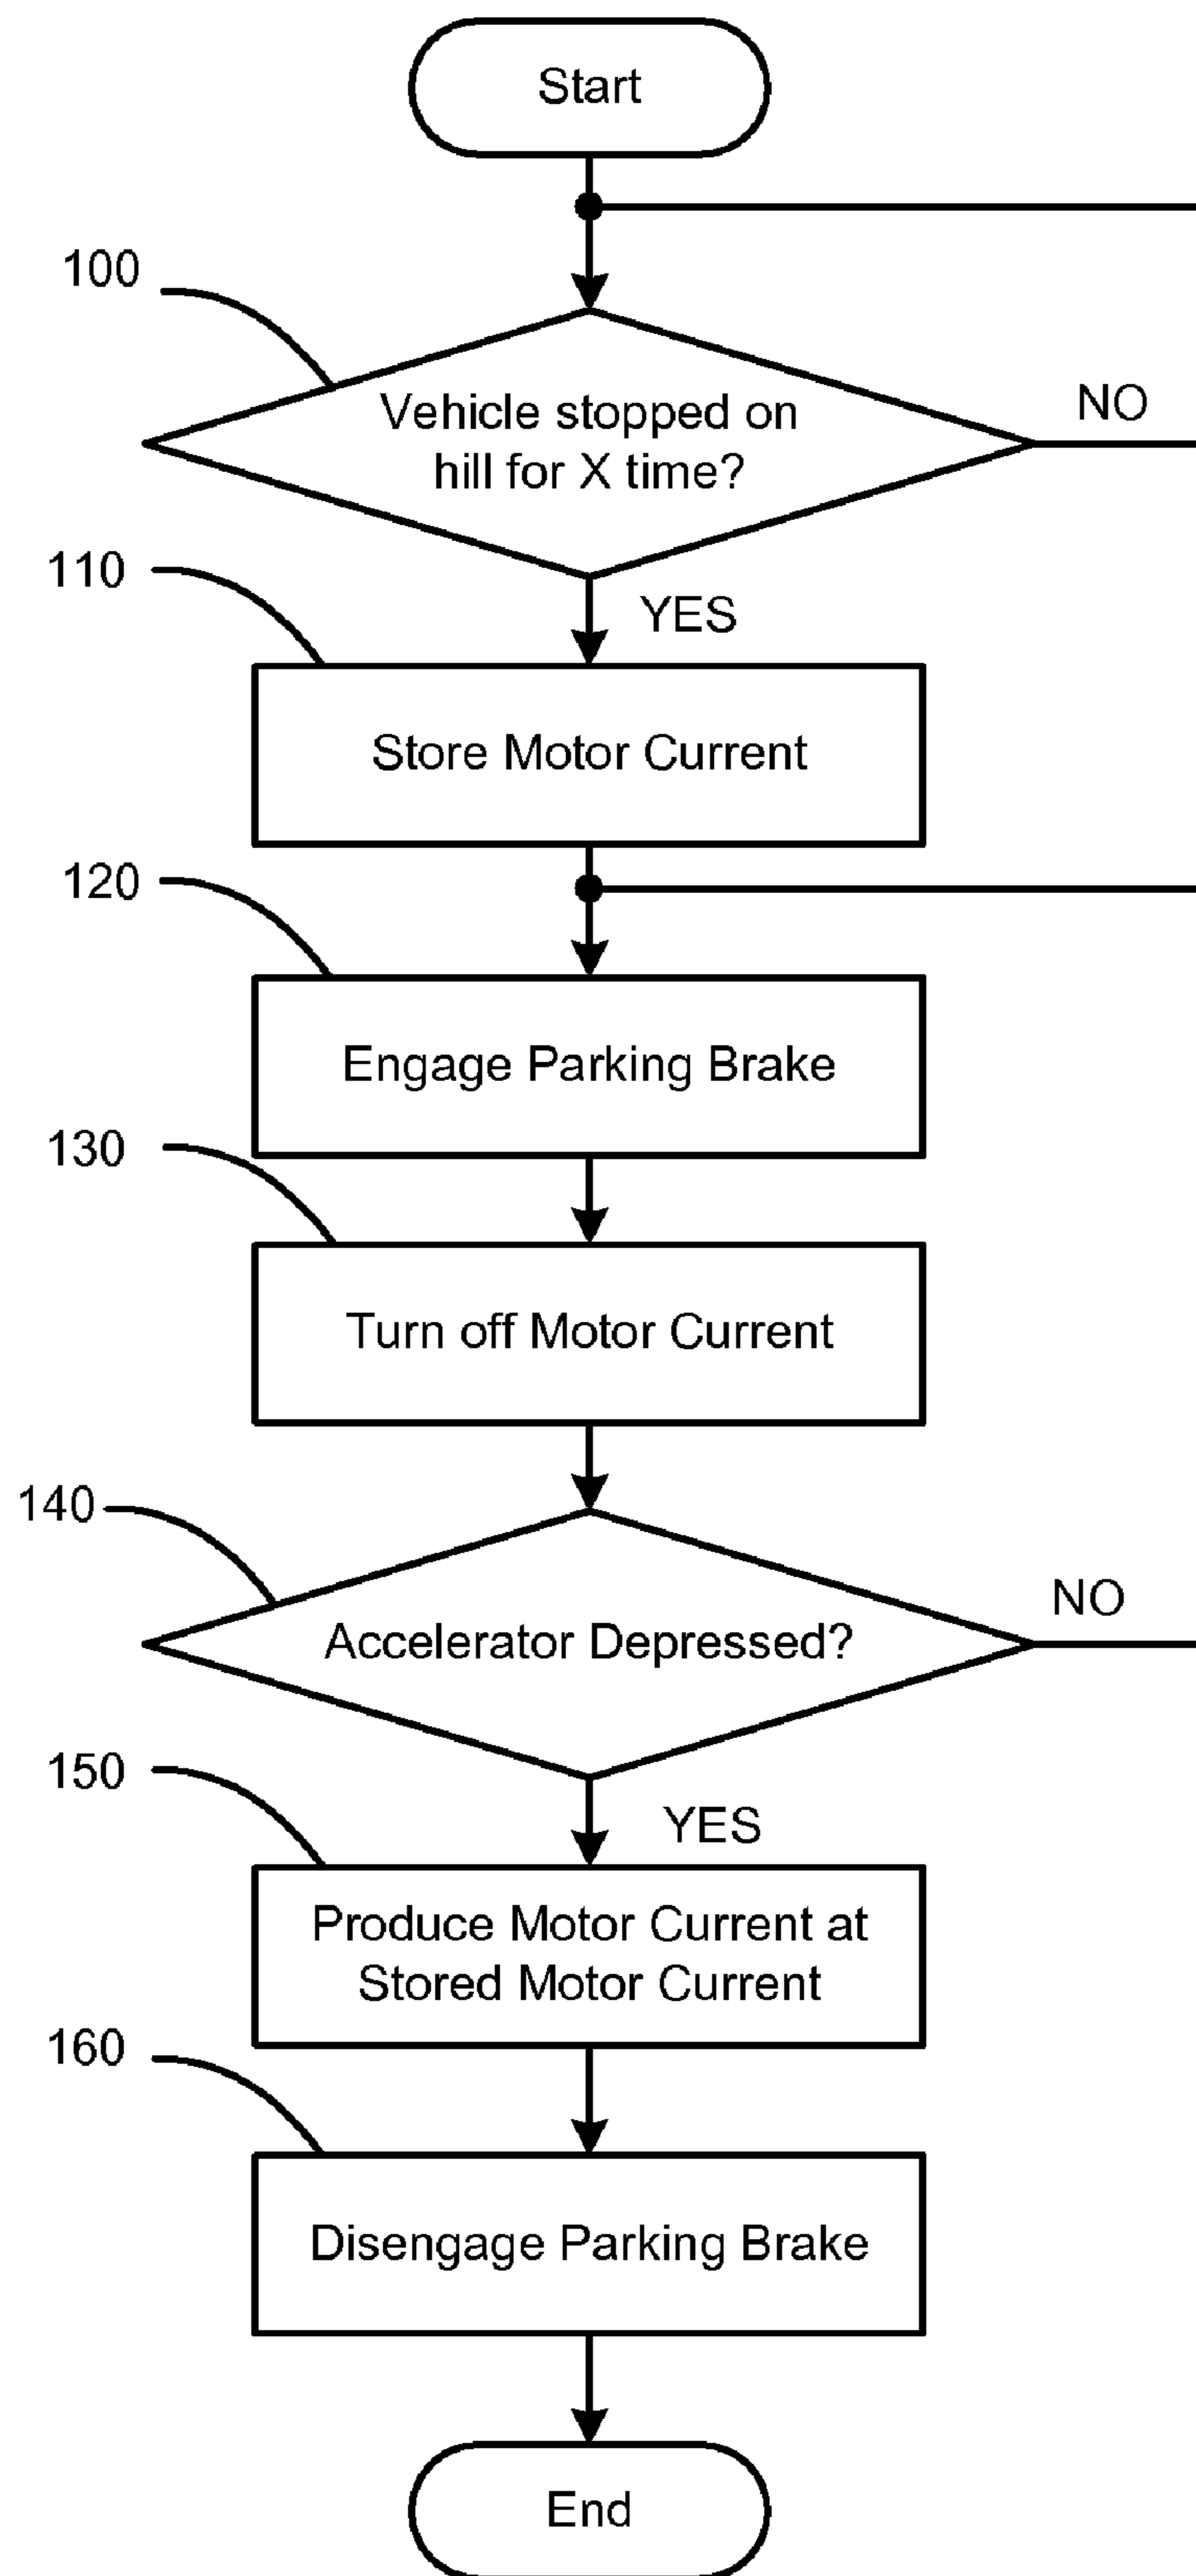 Start
100
Vehicle stopped on
hill for X time?
NO
110
YES
Store Motor Current
120
Engage Parking Brake
130
Turn off Motor Current
140
Accelerator Depressed?
NO
150
YES
Produce Motor Current at
Stored Motor Current
160
Disengage Parking Brake
End